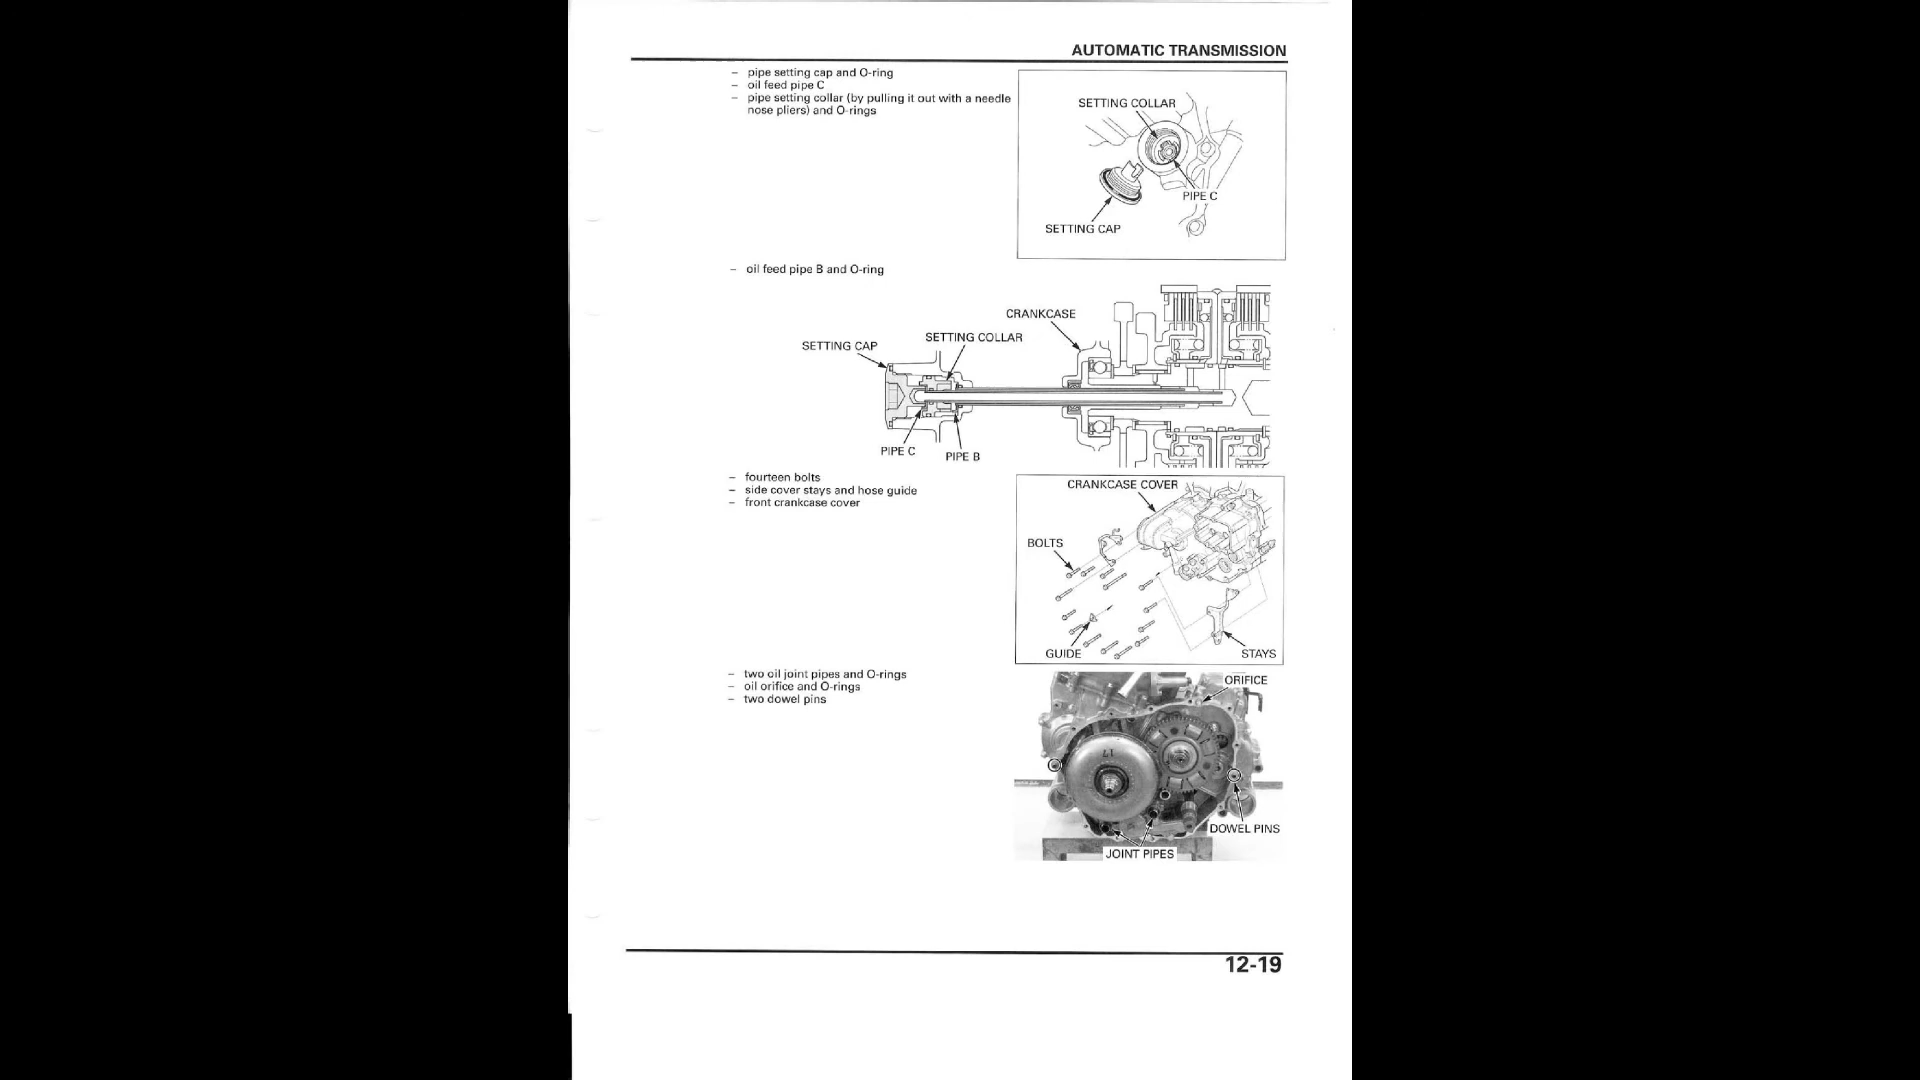 AUTOMATIC TRANSMISSION
– pipe setting cap and O-ring
– oil feed pipe C
– pipe setting collar (by pulling it out with a needle
nose pliers) and O-rings
SETTING COLLAR
PIPE C
SETTING CAP
– oil feed pipe B and O-ring
CRANKCASE
SETTING COLLAR
SETTING CAP
PIPE C
PIPE B
– fourteen bolts
– side cover stays and hose guide
– front crankcase cover
CRANKCASE COVER
BOLTS
GUIDE
STAYS
– two oil joint pipes and O-rings
– oil orifice and O-rings
– two dowel pins
ORIFICE
DOWEL PINS
JOINT PIPES
12-19